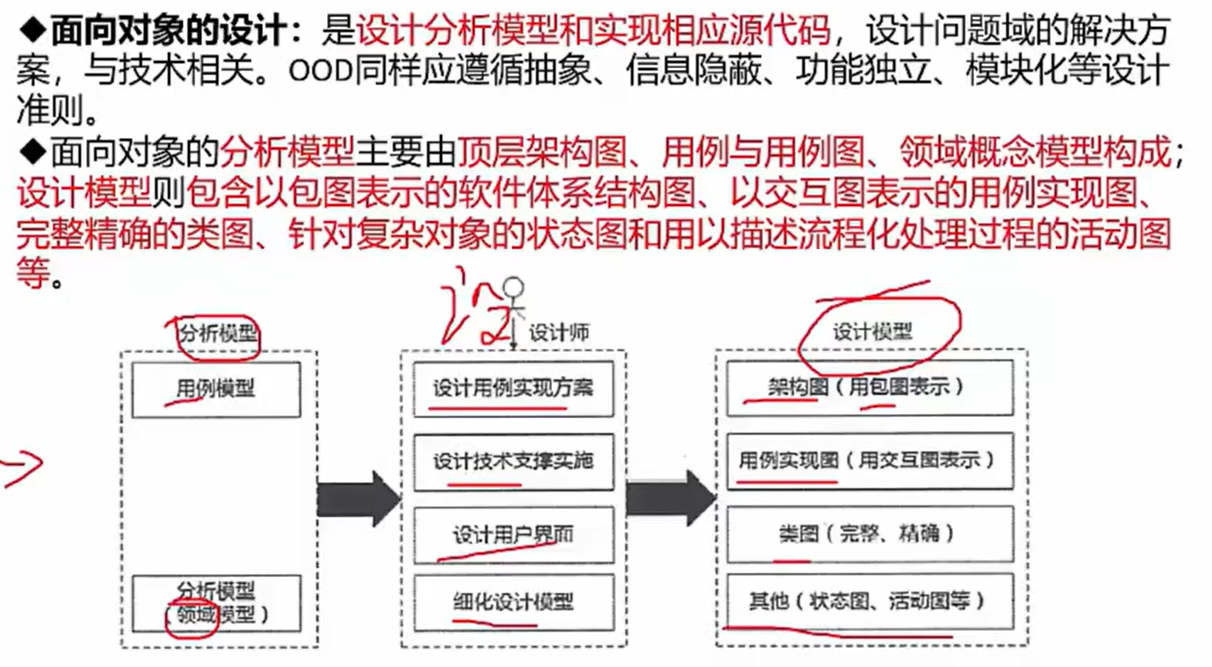 ◆面向对象的设计：是设计分析模型和实现相应源代码，设计问题域的解决方
案，与技术相关。OOD同样应遵循抽象、信息隐蔽、功能独立、模块化等设计
准则。
◆面向对象的分析模型主要由顶层架构图、用例与用例图、领域概念模型构成；
设计模型则包含以包图表示的软件体系结构图、以交互图表示的用例实现图、
完整精确的类图、针对复杂对象的状态图和用以描述流程化处理过程的活动图
等。
分析模型
用例模型
分析模型
（领域模型）
设计师
设计用例实现方案
设计技术支撑实施
设计用户界面
细化设计模型
设计模型
架构图（用包图表示）
用例实现图（用交互图表示）
类图（完整、精确）
其他（状态图、活动图等）